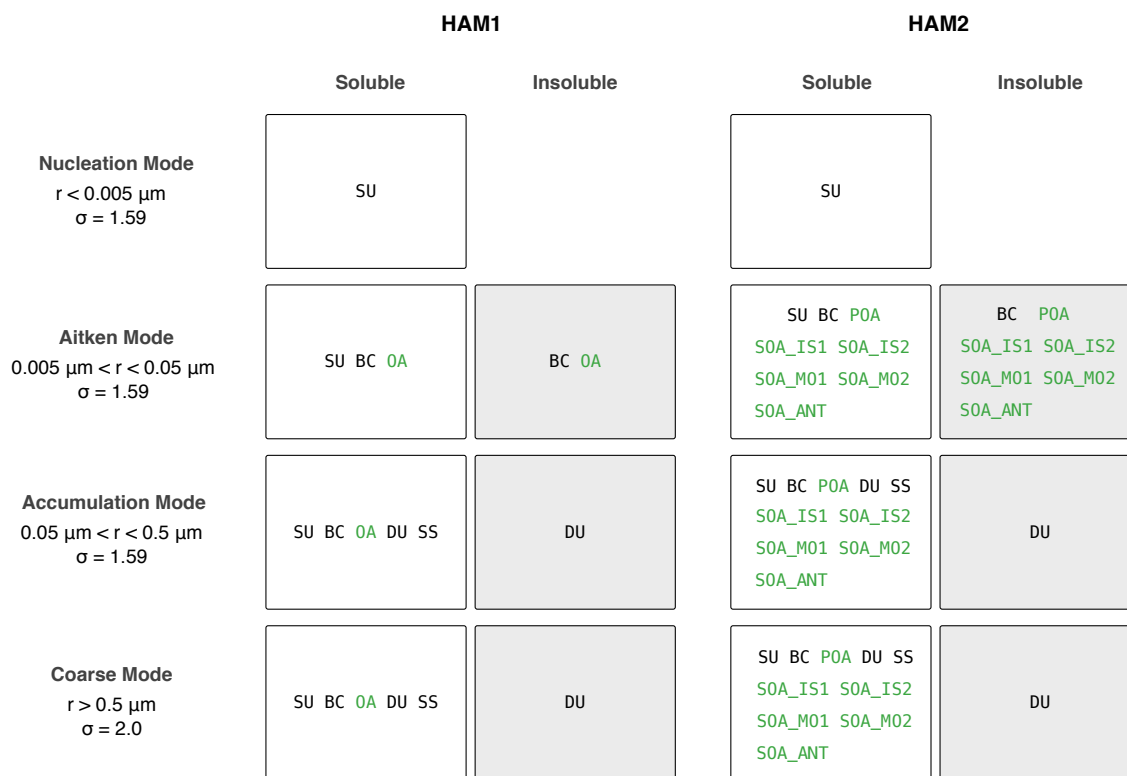 HAM1 HAM2
Soluble Insoluble Soluble Insoluble
Nucleation Mode
r < 0.005 μm
σ = 1.59
SU
SU
Aitken Mode
0.005 μm < r < 0.05 μm
σ = 1.59
SU BC OA
BC OA
SU BC POA
SOA_IS1 SOA_IS2
SOA_MO1 SOA_MO2
SOA_ANT
BC POA
SOA_IS1 SOA_IS2
SOA_MO1 SOA_MO2
SOA_ANT
Accumulation Mode
0.05 μm < r < 0.5 μm
σ = 1.59
SU BC OA DU SS
DU
SU BC POA DU SS
SOA_IS1 SOA_IS2
SOA_MO1 SOA_MO2
SOA_ANT
DU
Coarse Mode
r > 0.5 μm
σ = 2.0
SU BC OA DU SS
DU
SU BC POA DU SS
SOA_IS1 SOA_IS2
SOA_MO1 SOA_MO2
SOA_ANT
DU